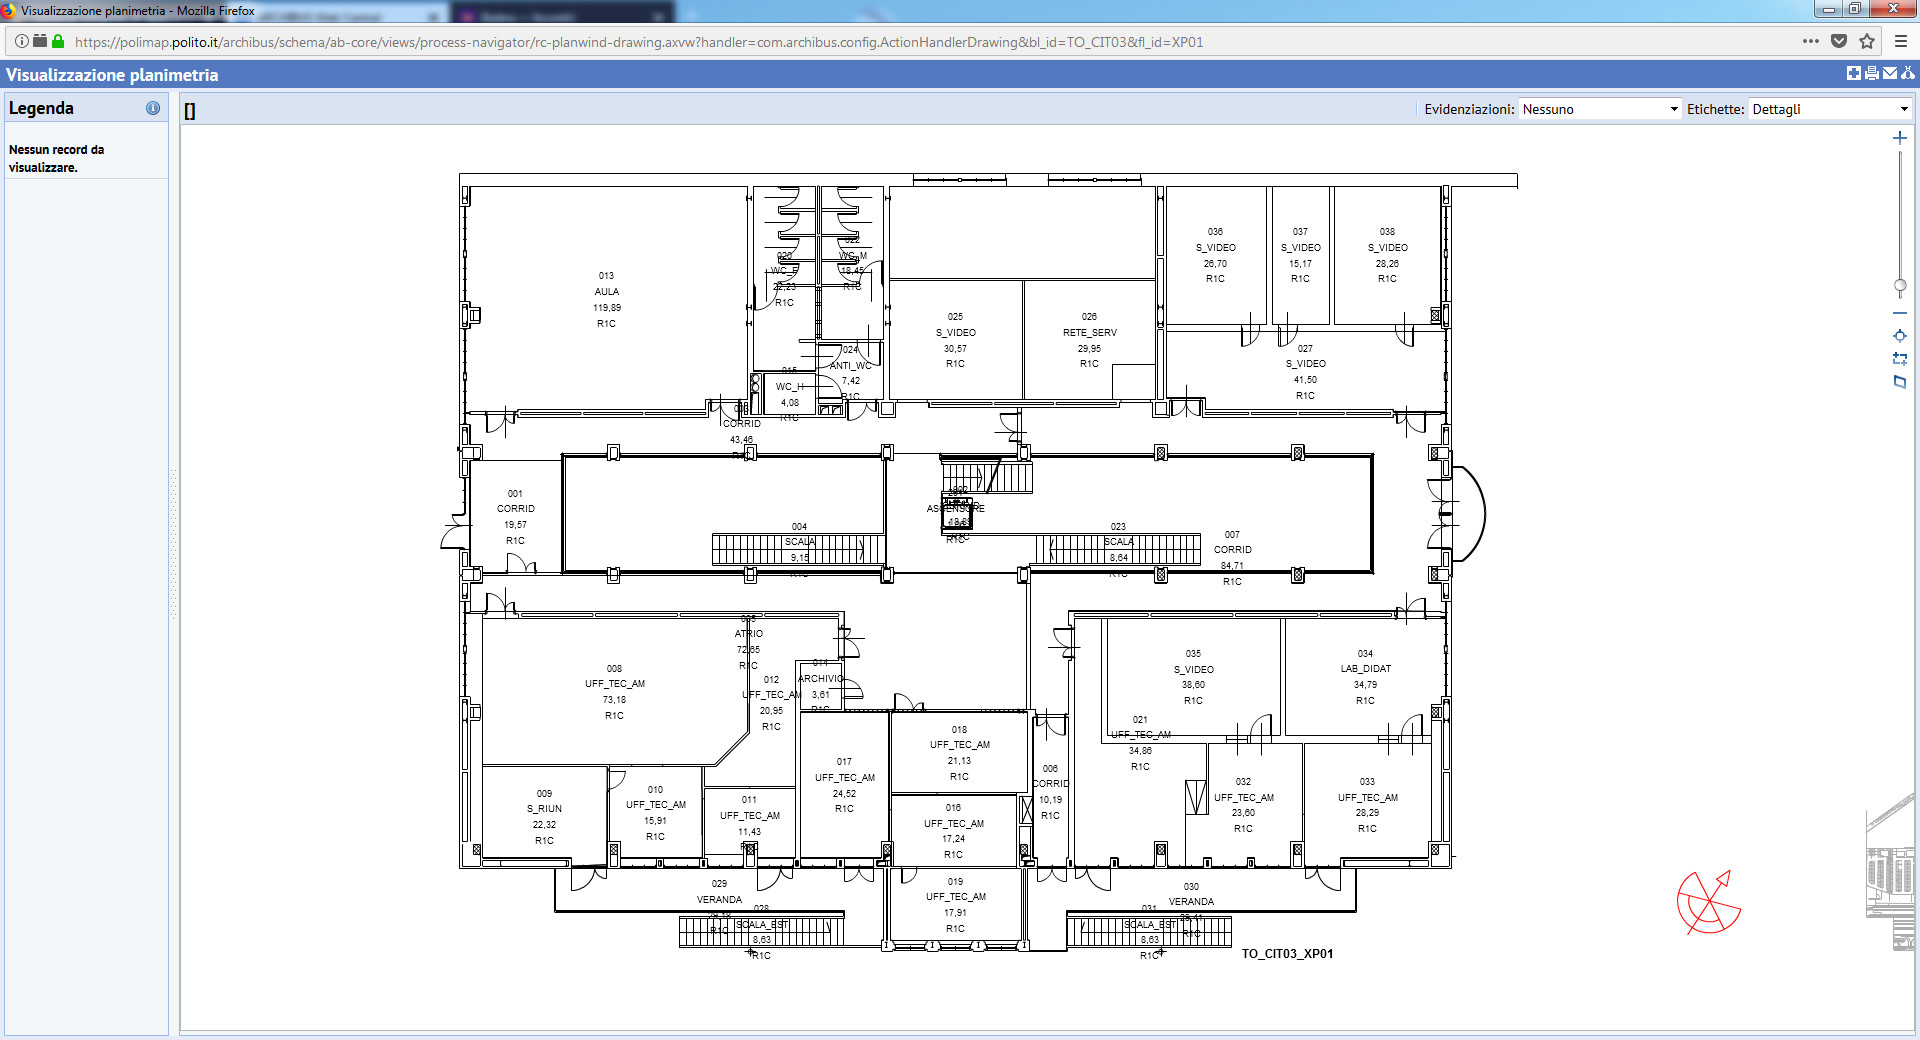 Visualizzazione planimetria - Mozilla Firefox
https://polimap.polito.it/archibus/schema/ab-core/views/process-navigator/rc-planwind-drawing.axvw?handler=com.archibus.config.ActionHandlerDrawing&bl_id=TO_CIT03&fl_id=XP01
Visualizzazione planimetria
Legenda
[]
Evidenziazioni: Nessuno
Etichette: Dettagli
Nessun record da
visualizzare.
013
AULA
119,89
R1C
020
WC_F
22,23
R1C
022
WC_M
18,45
R1C
036
S_VIDEO
26,70
R1C
037
S_VIDEO
15,17
R1C
038
S_VIDEO
28,26
R1C
025
S_VIDEO
30,57
R1C
026
RETE_SERV
29,95
R1C
024
ANTI_WC
7,42
R1C
015
WC_H
4,08
R1C
027
S_VIDEO
41,50
R1C
CORRID
43,46
R1C
001
CORRID
19,57
R1C
004
SCALA
9,15
R1C
ASCENSORE
R1C
023
SCALA
8,64
R1C
007
CORRID
84,71
R1C
008
UFF_TEC_AM
73,18
R1C
005
ATRIO
72,65
R1C
012
UFF_TEC_AM
20,95
R1C
014
ARCHIVIO
3,61
R1C
035
S_VIDEO
38,60
R1C
034
LAB_DIDAT
34,79
R1C
021
UFF_TEC_AM
34,86
R1C
018
UFF_TEC_AM
21,13
R1C
017
UFF_TEC_AM
24,52
R1C
006
CORRID
10,19
R1C
009
S_RIUN
22,32
R1C
010
UFF_TEC_AM
15,91
R1C
011
UFF_TEC_AM
11,43
R1C
016
UFF_TEC_AM
17,24
R1C
032
UFF_TEC_AM
23,60
R1C
033
UFF_TEC_AM
28,29
R1C
019
UFF_TEC_AM
17,91
R1C
029
VERANDA
R1C
028
SCALA_EST
8,63
R1C
030
VERANDA
29,41
R1C
031
SCALA_EST
8,63
R1C
TO_CIT03_XP01